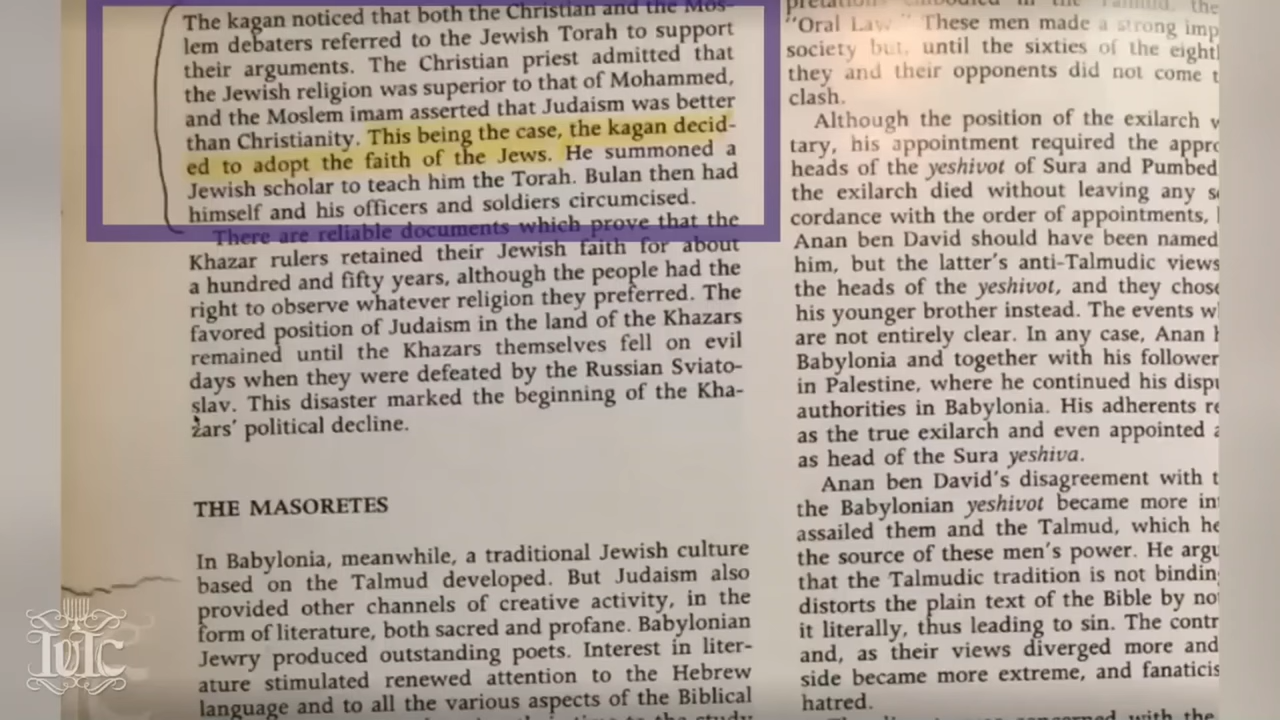 The kagan noticed that both the Christian and the Mos-
lem debaters referred to the Jewish Torah to support
their arguments. The Christian priest admitted that
the Jewish religion was superior to that of Mohammed,
and the Moslem imam asserted that Judaism was better
than Christianity. This being the case, the kagan decid-
ed to adopt the faith of the Jews. He summoned a
Jewish scholar to teach him the Torah. Bulan then had
himself and his officers and soldiers circumcised.
There are reliable documents which prove that the
Khazar rulers retained their Jewish faith for about
a hundred and fifty years, although the people had the
right to observe whatever religion they preferred. The
favored position of Judaism in the land of the Khazars
remained until the Khazars themselves fell on evil
days when they were defeated by the Russian Sviato-
slav. This disaster marked the beginning of the Kha-
zars' political decline.
THE MASORETES
In Babylonia, meanwhile, a traditional Jewish culture
based on the Talmud developed. But Judaism also
provided other channels of creative activity, in the
form of literature, both sacred and profane. Babylonian
Jewry produced outstanding poets. Interest in liter-
ature stimulated renewed attention to the Hebrew
language and to all the various aspects of the Biblical
"Oral Law." These men made a strong imp
society but, until the sixties of the eight
they and their opponents did not come t
clash.
Although the position of the exilarch
tary, his appointment required the appr
heads of the yeshivot of Sura and Pumbed
the exilarch died without leaving any s
cordance with the order of appointments,
Anan ben David should have been named
him, but the latter's anti-Talmudic views
the heads of the yeshivot, and they chose
his younger brother instead. The events w
are not entirely clear. In any case, Anan
Babylonia and together with his follower
in Palestine, where he continued his disp
authorities in Babylonia. His adherents re
as the true exilarch and even appointed a
as head of the Sura yeshiva.
Anan ben David's disagreement with t
the Babylonian yeshivot became more in
assailed them and the Talmud, which he
the source of these men's power. He argu
that the Talmudic tradition is not bindin
distorts the plain text of the Bible by no
it literally, thus leading to sin. The contr
and, as their views diverged more and
side became more extreme, and fanaticis
hatred.
IUIC